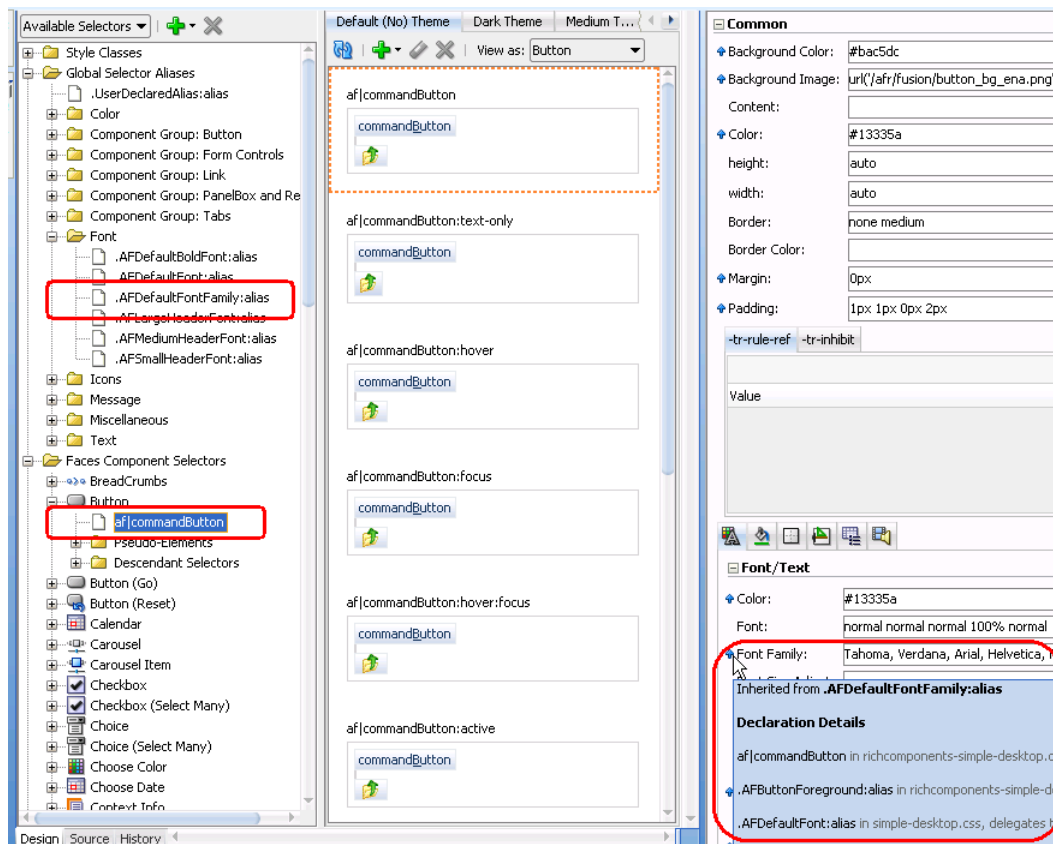 Available Selectors
Style Classes
Global Selector Aliases
.UserDeclaredAlias:alias
Color
Component Group: Button
Component Group: Form Controls
Component Group: Link
Component Group: PanelBox and Re
Component Group: Tabs
Font
.AFDefaultBoldFont:alias
.AFDefaultFont:alias
.AFDefaultFontFamily:alias
.AFLargeHeaderFont:alias
.AFMediumHeaderFont:alias
.AFSmallHeaderFont:alias
Icons
Message
Miscellaneous
Text
Faces Component Selectors
BreadCrumbs
Button
af|commandButton
Pseudo-Elements
Descendant Selectors
Button (Go)
Button (Reset)
Calendar
Carousel
Carousel Item
Checkbox
Checkbox (Select Many)
Choice
Choice (Select Many)
Choose Color
Choose Date
Context Info
Design Source History
Default (No) Theme Dark Theme Medium T...
View as: Button
af|commandButton
commandButton
af|commandButton:text-only
commandButton
af|commandButton:hover
commandButton
af|commandButton:focus
commandButton
af|commandButton:hover:focus
commandButton
af|commandButton:active
commandButton
Common
Background Color: #bac5dc
Background Image: url('/afr/fusion/button_bg_ena.png'
Content:
Color: #13335a
height: auto
width: auto
Border: none medium
Border Color:
Margin: 0px
Padding: 1px 1px 0px 2px
-tr-rule-ref -tr-inhibit
Value
Font/Text
Color: #13335a
Font: normal normal normal 100% normal
Font Family: Tahoma, Verdana, Arial, Helvetica,
Inherited from .AFDefaultFontFamily:alias
Declaration Details
af|commandButton in richcomponents-simple-desktop.
.AFButtonForeground:alias in richcomponents-simple-d
.AFDefaultFont:alias in simple-desktop.css, delegates